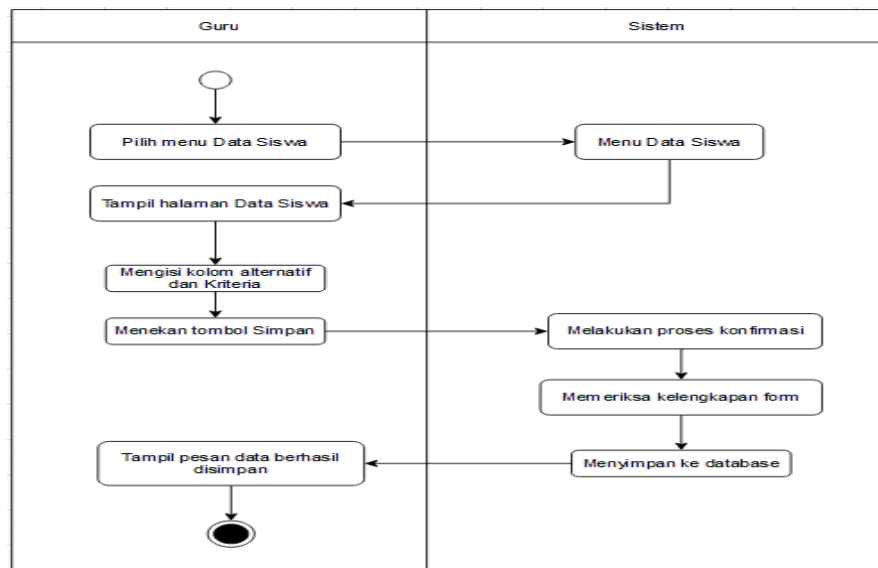 Guru
Sistem
Pilih menu Data Siswa
Menu Data Siswa
Tampil halaman Data Siswa
Mengisi kolom alternatif
dan Kriteria
Menekan tombol Simpan
Melakukan proses konfirmasi
Memeriksa kelengkapan form
Tampil pesan data berhasil
disimpan
Menyimpan ke database